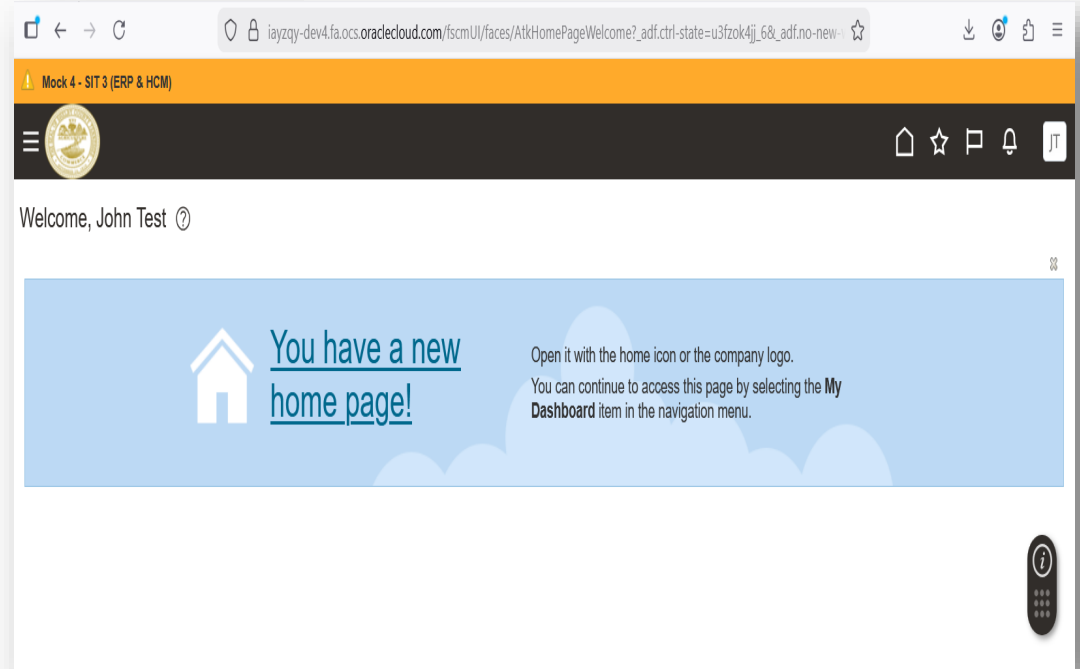 iayzqy-dev4.fa.ocs.oraclecloud.com/fscmUI/faces/AtkHomePageWelcome?_adf.ctrl-state=u3fzok4jj_6&_adf.no-new-
Mock 4 - SIT 3 (ERP & HCM)
JT
Welcome, John Test ?
You have a new
home page!
Open it with the home icon or the company logo.
You can continue to access this page by selecting the My
Dashboard item in the navigation menu.
i